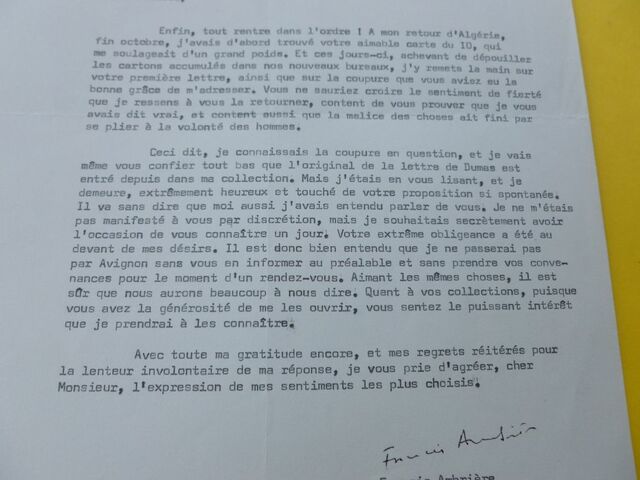 Enfin, tout rentre dans l'ordre ! A mon retour d'Algérie,
fin octobre, j'avais d'abord trouvé votre aimable carte du 10, qui
me soulageait d'un grand poids. Et ces jours-ci, achevant de dépouiller
les cartons accumulés dans nos nouveaux bureaux, j'y remets la main sur
votre première lettre, ainsi que sur la coupure que vous aviez eu la
bonne grâce de m'adresser. Vous ne sauriez croire le sentiment de fierté
que je ressens à vous la retourner, content de vous prouver que je vous
avais dit vrai, et content aussi que la malice des choses ait fini par
se plier à la volonté des hommes.
Ceci dit, je connaissais la coupure en question, et je vais
même vous confier tout bas que l'original de la lettre de Dumas est
entré depuis dans ma collection. Mais j'étais en vous lisant, et je
demeure, extrêmement heureux et touché de votre proposition si spontanée.
Il va sans dire que moi aussi j'avais entendu parler de vous. Je ne m'étais
pas manifesté à vous par discrétion, mais je souhaitais secrètement avoir
l'occasion de vous connaître un jour. Votre extrême obligeance a été au
devant de mes désirs. Il est donc bien entendu que je ne passerai pas
par Avignon sans vous en informer au préalable et sans prendre vos conve-
nances pour le moment d'un rendez-vous. Aimant les mêmes choses, il est
sûr que nous aurons beaucoup à nous dire. Quant à vos collections, puisque
vous avez la générosité de me les ouvrir, vous sentez le puissant intérêt
que je prendrai à les connaître.
Avec toute ma gratitude encore, et mes regrets réitérés pour
la lenteur involontaire de ma réponse, je vous prie d'agréer, cher
Monsieur, l'expression de mes sentiments les plus choisis.
Francis Ambrière
Francis Ambrière